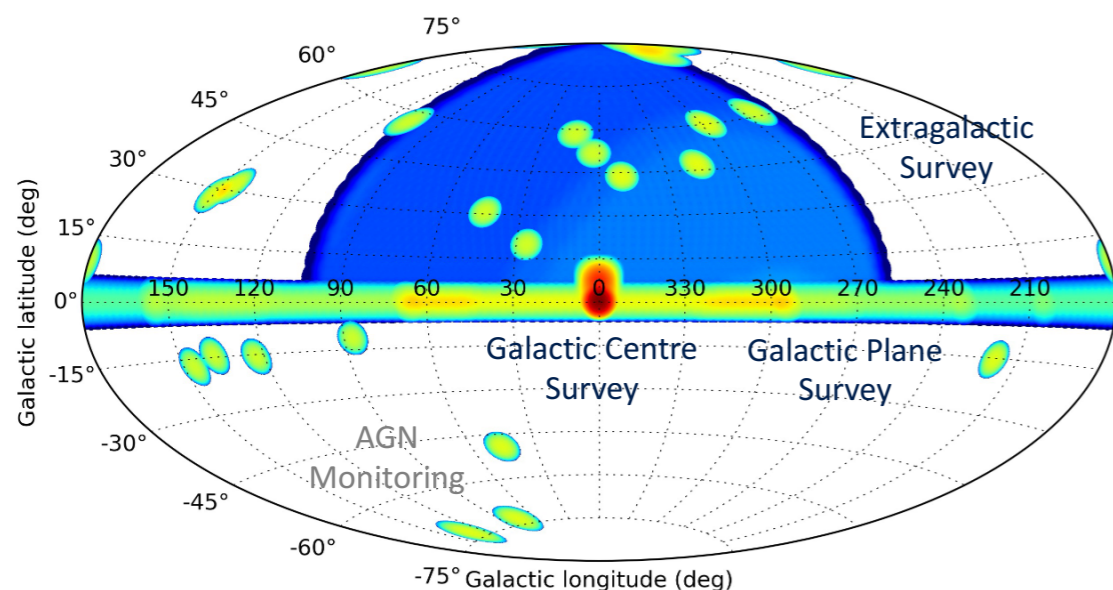 75°
60°
45°
30°
15°
0°
-15°
-30°
-45°
-60°
-75°
Galactic latitude (deg)
150 120 90 60 30 0 330 300 270 240 210
Extragalactic
Survey
Galactic Centre
Survey
Galactic Plane
Survey
AGN
Monitoring
Galactic longitude (deg)